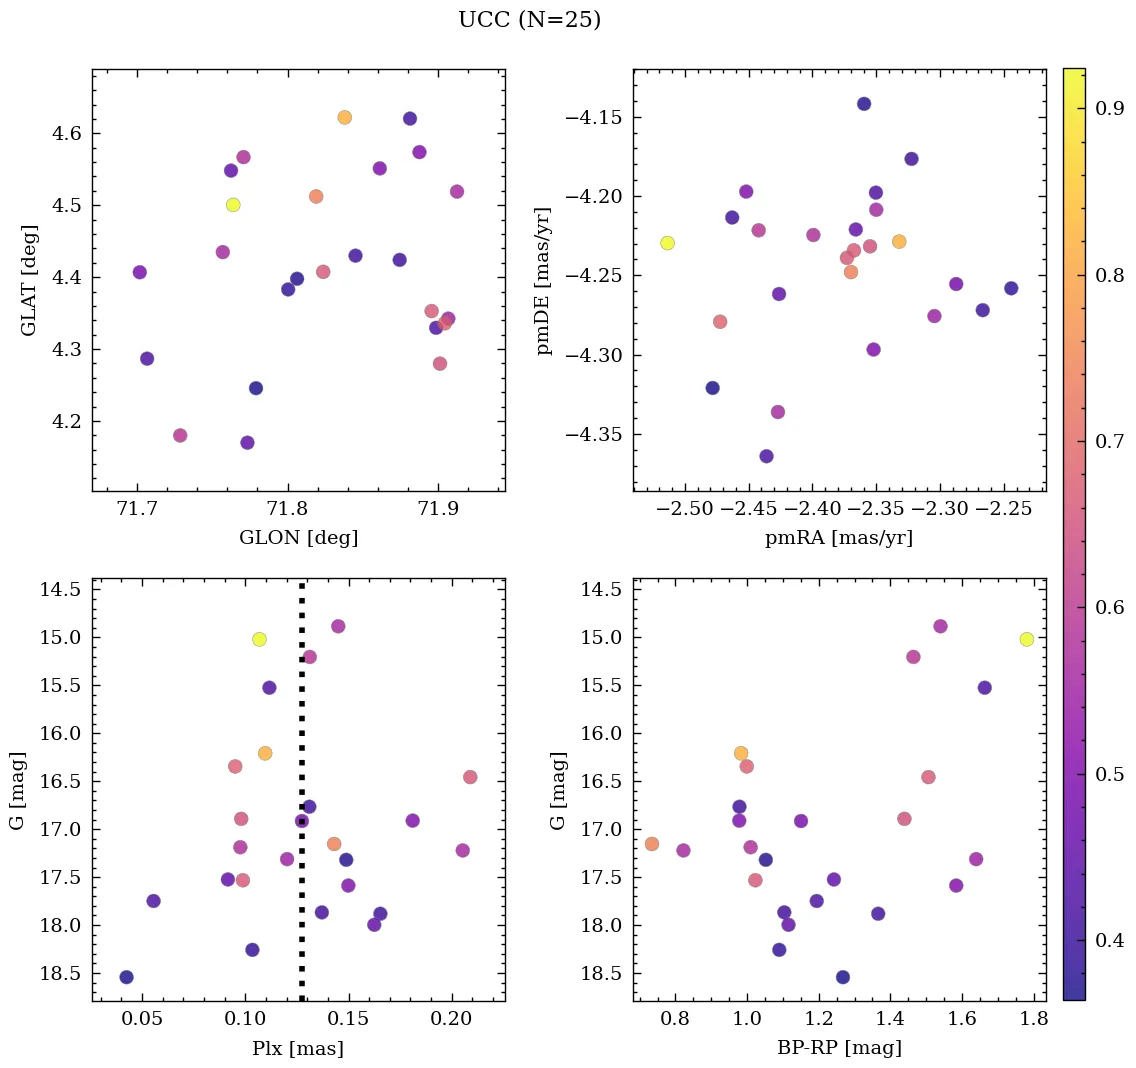 UCC (N=25)
4.6
4.5
4.4
4.3
4.2
GLAT [deg]
71.7 71.8 71.9
GLON [deg]
−4.15
−4.20
−4.25
−4.30
−4.35
pmDE [mas/yr]
−2.50 −2.45 −2.40 −2.35 −2.30 −2.25
pmRA [mas/yr]
14.5
15.0
15.5
16.0
16.5
17.0
17.5
18.0
18.5
G [mag]
0.05 0.10 0.15 0.20
Plx [mas]
14.5
15.0
15.5
16.0
16.5
17.0
17.5
18.0
18.5
G [mag]
0.8 1.0 1.2 1.4 1.6 1.8
BP-RP [mag]
0.9
0.8
0.7
0.6
0.5
0.4